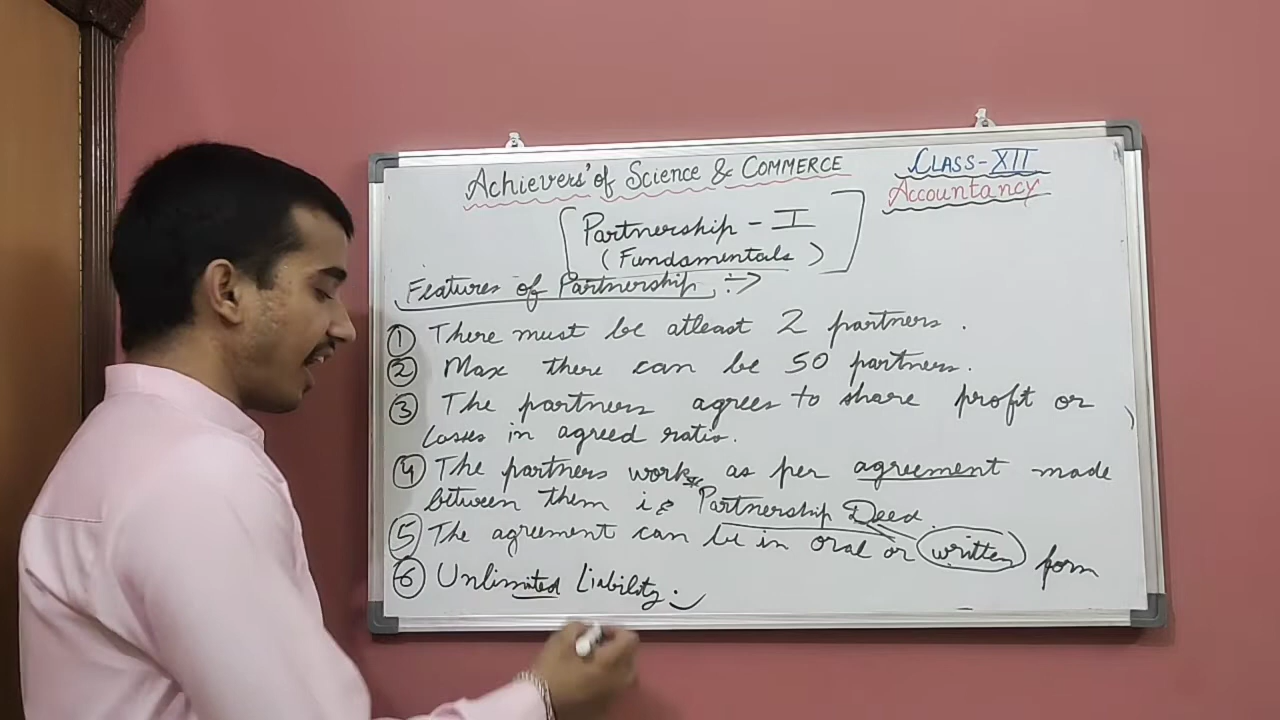 Achievers' of Science & COMMERCE
CLASS-XII
Accountancy
[Partnership - I
(Fundamentals)]
Features of Partnership :->
1 There must be atleast 2 partners.
2 Max there can be 50 partners.
3 The partners agrees to share profit or
Losses in agreed ratio.
4 The partners work as per agreement made
between them i.e Partnership Deed.
5 The agreement can be in oral or written form
6 Unlimited Liability.